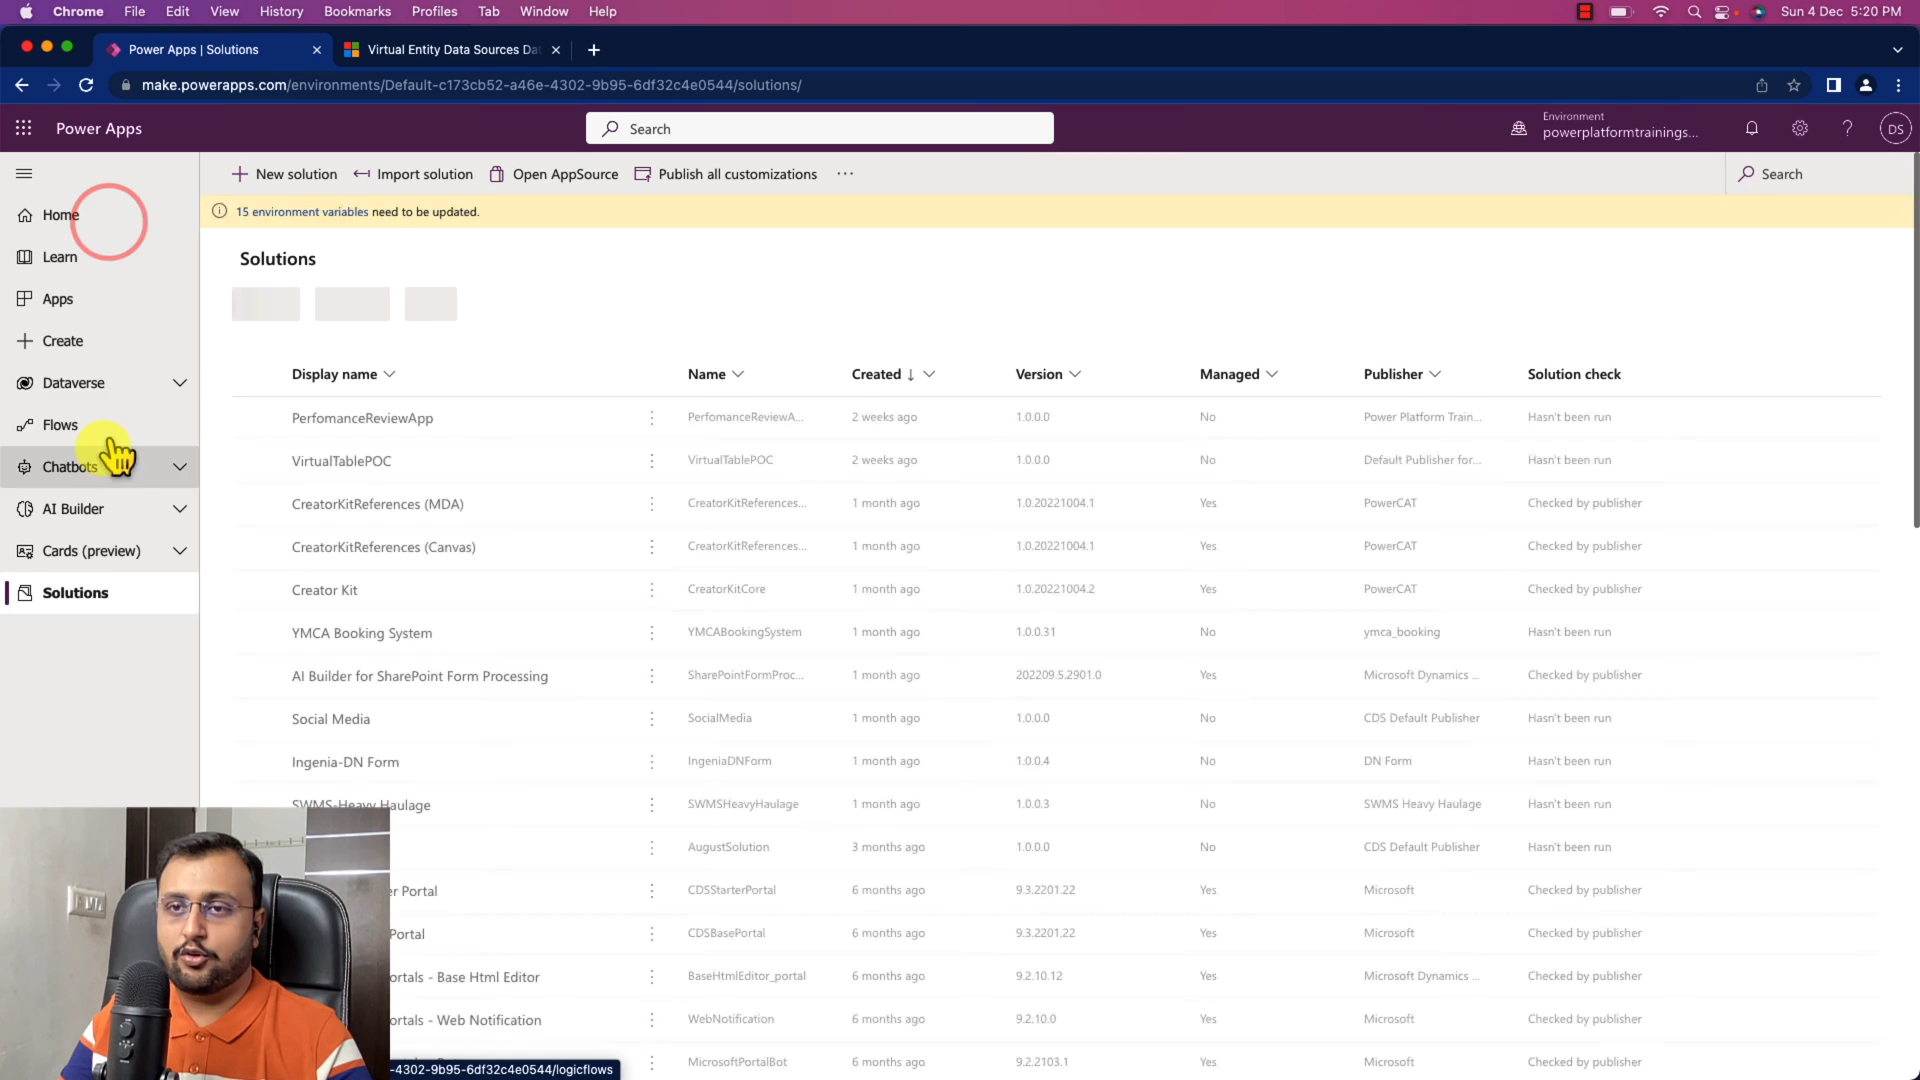 Chrome File Edit View History Bookmarks Profiles Tab Window Help Sun 4 Dec 5:20 PM
Power Apps | Solutions Virtual Entity Data Sources Da
make.powerapps.com/environments/Default-c173cb52-a46e-4302-9b95-6df32c4e0544/solutions/
Power Apps Search Environment
powerplatformtrainings... DS
New solution Import solution Open AppSource Publish all customizations ... Search
15 environment variables need to be updated.
Home
Learn
Apps
Create
Dataverse
Flows
Chatbots
AI Builder
Cards (preview)
Solutions
Solutions
Display name Name Created ↓ Version Managed Publisher Solution check
PerfomanceReviewApp PerfomanceReviewA... 2 weeks ago 1.0.0.0 No Power Platform Train... Hasn't been run
VirtualTablePOC VirtualTablePOC 2 weeks ago 1.0.0.0 No Default Publisher for... Hasn't been run
CreatorKitReferences (MDA) CreatorKitReferences... 1 month ago 1.0.20221004.1 Yes PowerCAT Checked by publisher
CreatorKitReferences (Canvas) CreatorKitReferences... 1 month ago 1.0.20221004.1 Yes PowerCAT Checked by publisher
Creator Kit CreatorKitCore 1 month ago 1.0.20221004.2 Yes PowerCAT Checked by publisher
YMCA Booking System YMCABookingSystem 1 month ago 1.0.0.31 No ymca_booking Hasn't been run
AI Builder for SharePoint Form Processing SharePointFormProc... 1 month ago 202209.5.2901.0 Yes Microsoft Dynamics ... Checked by publisher
Social Media SocialMedia 1 month ago 1.0.0.0 No CDS Default Publisher Hasn't been run
Ingenia-DN Form IngeniaDNForm 1 month ago 1.0.0.4 No DN Form Hasn't been run
SWMS-Heavy Haulage SWMSHeavyHaulage 1 month ago 1.0.0.3 No SWMS Heavy Haulage Hasn't been run
AugustSolution 3 months ago 1.0.0.0 No CDS Default Publisher Hasn't been run
er Portal CDSStarterPortal 6 months ago 9.3.2201.22 Yes Microsoft Checked by publisher
Portal CDSBasePortal 6 months ago 9.3.2201.22 Yes Microsoft Checked by publisher
ortals - Base Html Editor BaseHtmlEditor_portal 6 months ago 9.2.10.12 Yes Microsoft Dynamics ... Checked by publisher
ortals - Web Notification WebNotification 6 months ago 9.2.10.0 Yes Microsoft Checked by publisher
MicrosoftPortalBot 6 months ago 9.2.2103.1 Yes Microsoft Checked by publisher
-4302-9b95-6df32c4e0544/logicflows